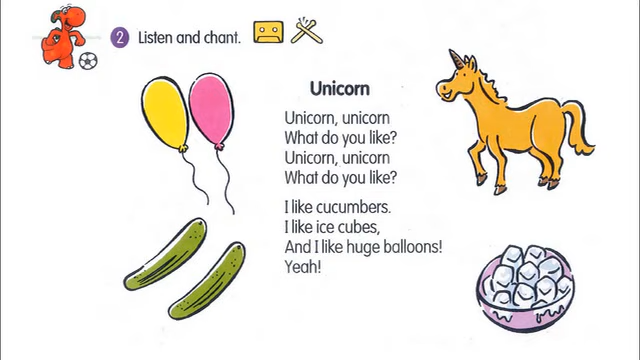 2 Listen and chant.
Unicorn
Unicorn, unicorn
What do you like?
Unicorn, unicorn
What do you like?
I like cucumbers.
I like ice cubes,
And I like huge balloons!
Yeah!